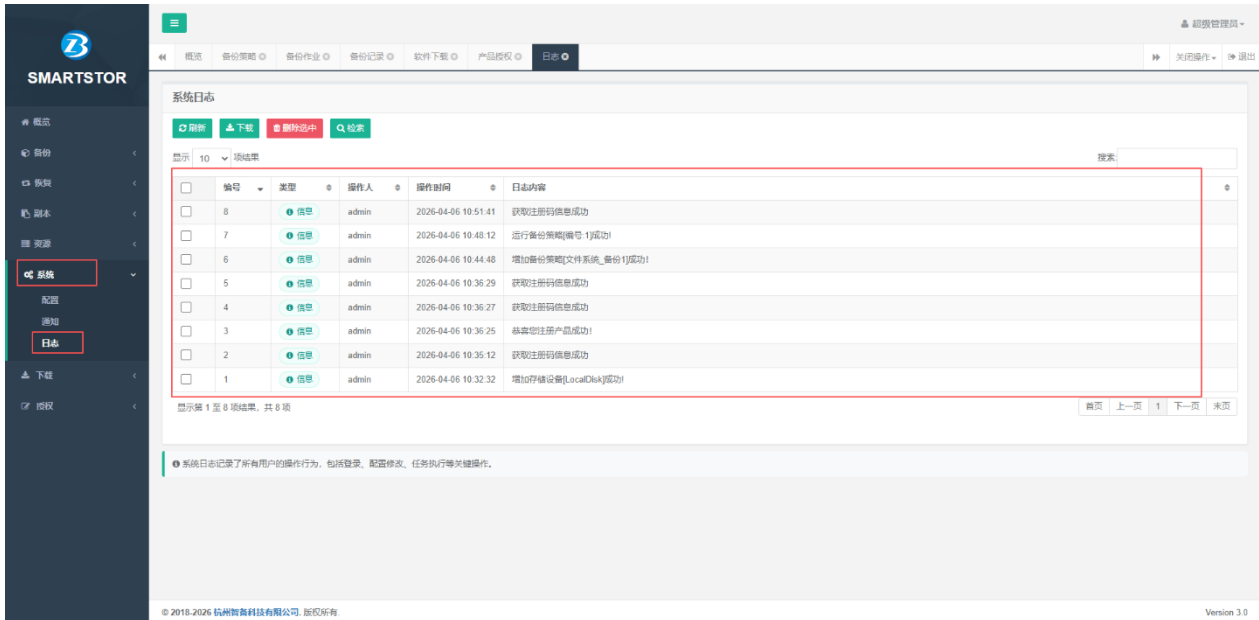 超级管理员
SMARTSTOR
概览 备份策略 备份作业 备份记录 软件下载 产品授权 日志 关闭操作 退出
系统日志
概览
备份
恢复
副本
资源
系统
配置
通知
日志
下载
授权
刷新 下载 删除选中 检索
显示 10 项结果 搜索:
编号 类型 操作人 操作时间 日志内容
8 信息 admin 2026-04-06 10:51:41 获取注册码信息成功
7 信息 admin 2026-04-06 10:48:12 运行备份策略[编号:1]成功!
6 信息 admin 2026-04-06 10:44:48 增加备份策略[文件系统_备份1]成功!
5 信息 admin 2026-04-06 10:36:29 获取注册码信息成功
4 信息 admin 2026-04-06 10:36:27 获取注册码信息成功
3 信息 admin 2026-04-06 10:36:25 恭喜您注册产品成功!
2 信息 admin 2026-04-06 10:35:12 获取注册码信息成功
1 信息 admin 2026-04-06 10:32:32 增加存储设备[LocalDisk]成功!
显示第 1 至 8 项结果, 共 8 项 首页 上一页 1 下一页 末页
系统日志记录了所有用户的操作行为，包括登录、配置修改、任务执行等关键操作。
© 2018-2026 杭州智备科技有限公司. 版权所有. Version 3.0